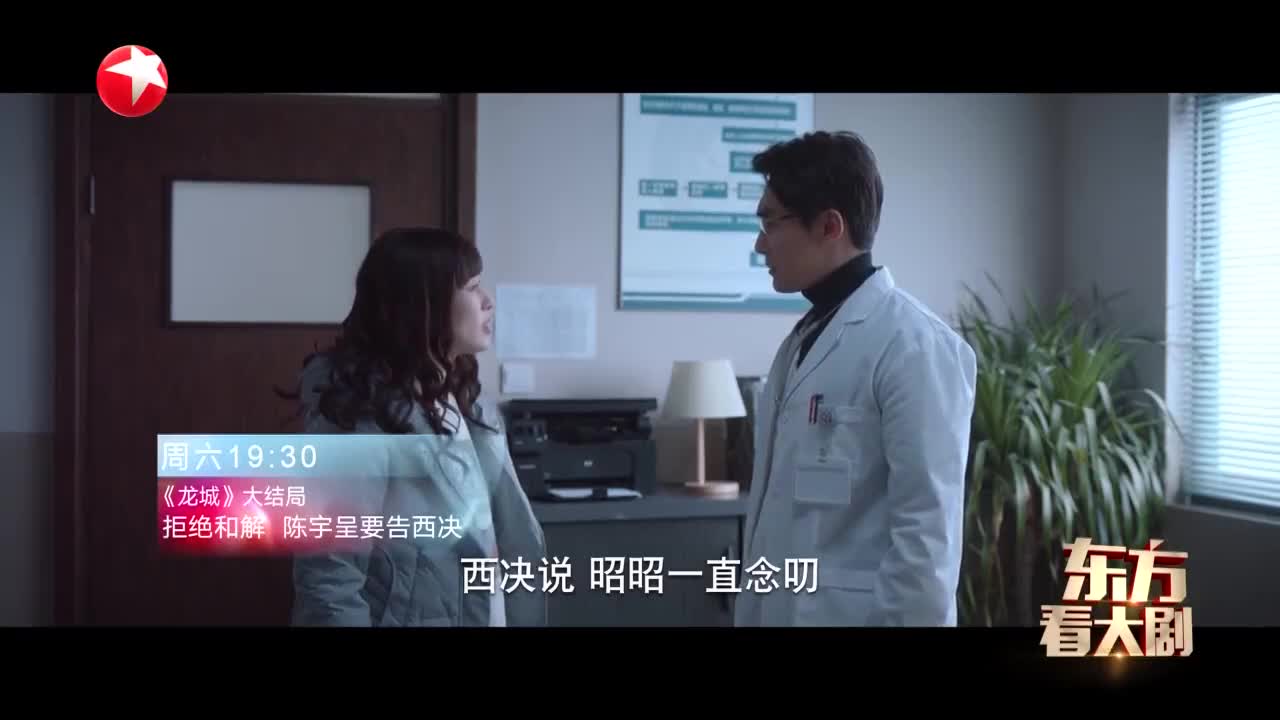 周六19:30
《龙城》大结局
拒绝和解 陈宇呈要告西决
西决说 昭昭一直念叨
东方
看大剧